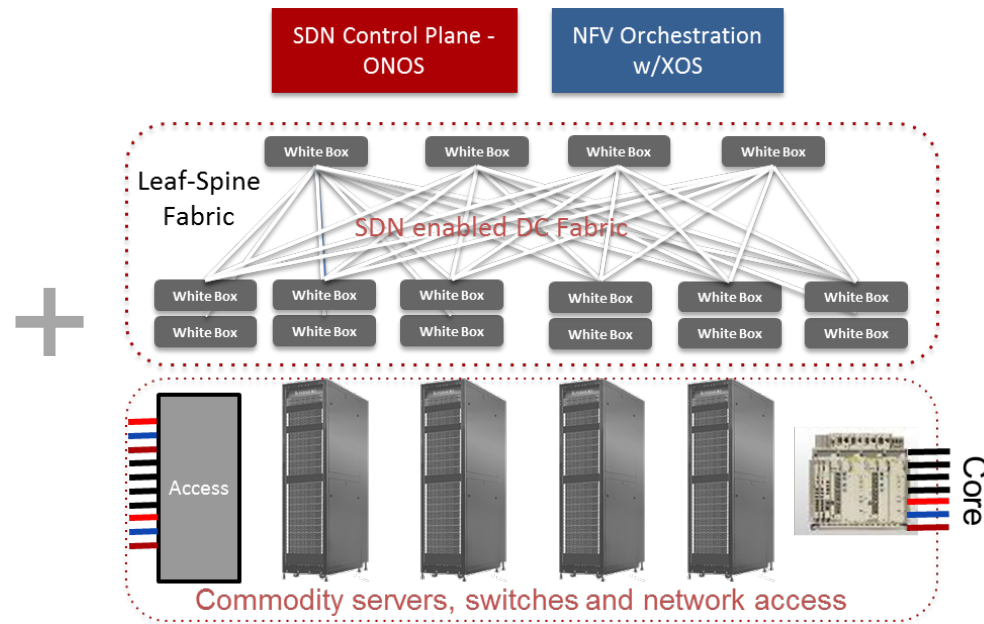 SDN Control Plane -
ONOS
NFV Orchestration
w/XOS
White Box
White Box
White Box
White Box
Leaf-Spine
Fabric
SDN enabled DC Fabric
White Box
White Box
White Box
White Box
White Box
White Box
White Box
White Box
White Box
White Box
White Box
White Box
Access
Core
Commodity servers, switches and network access